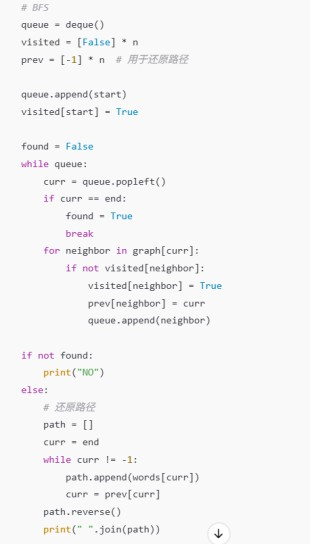 # BFS
queue = deque()
visited = [False] * n
prev = [-1] * n  # 用于还原路径

queue.append(start)
visited[start] = True

found = False
while queue:
    curr = queue.popleft()
    if curr == end:
        found = True
        break
    for neighbor in graph[curr]:
        if not visited[neighbor]:
            visited[neighbor] = True
            prev[neighbor] = curr
            queue.append(neighbor)

if not found:
    print("NO")
else:
    # 还原路径
    path = []
    curr = end
    while curr != -1:
        path.append(words[curr])
        curr = prev[curr]
    path.reverse()
    print(" ".join(path))